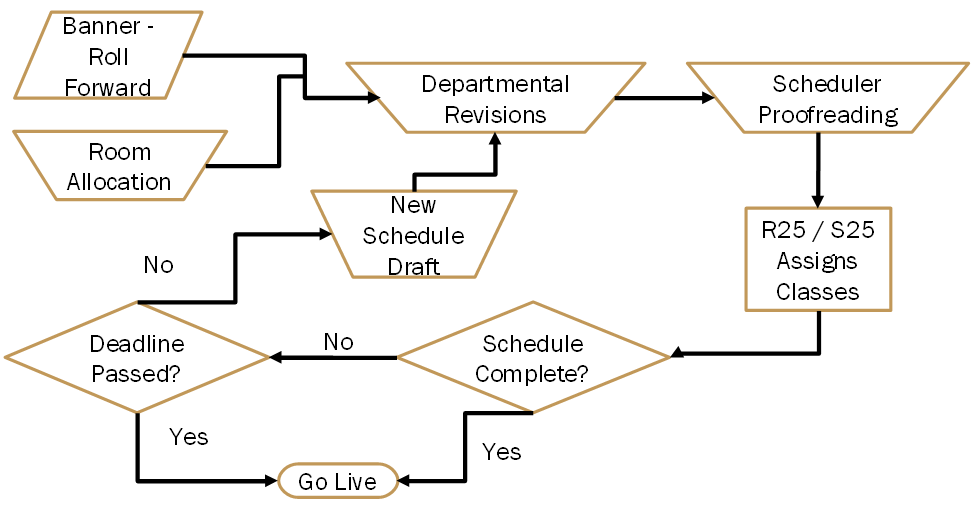 Banner -
Roll
Forward
Departmental
Revisions
Scheduler
Proofreading
Room
Allocation
New
Schedule
Draft
R25 / S25
Assigns
Classes
No
Deadline
Passed?
No
Schedule
Complete?
Yes
Yes
Go Live